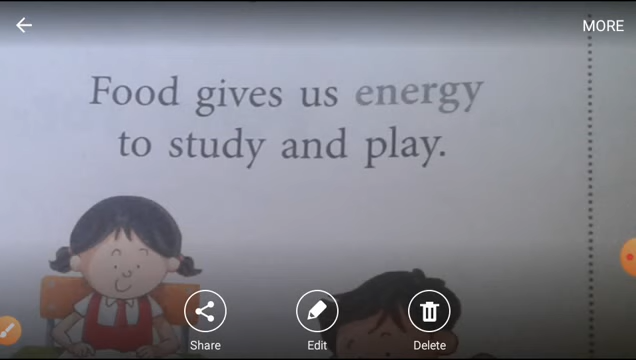 MORE
Food gives us energy
to study and play.
Share Edit Delete